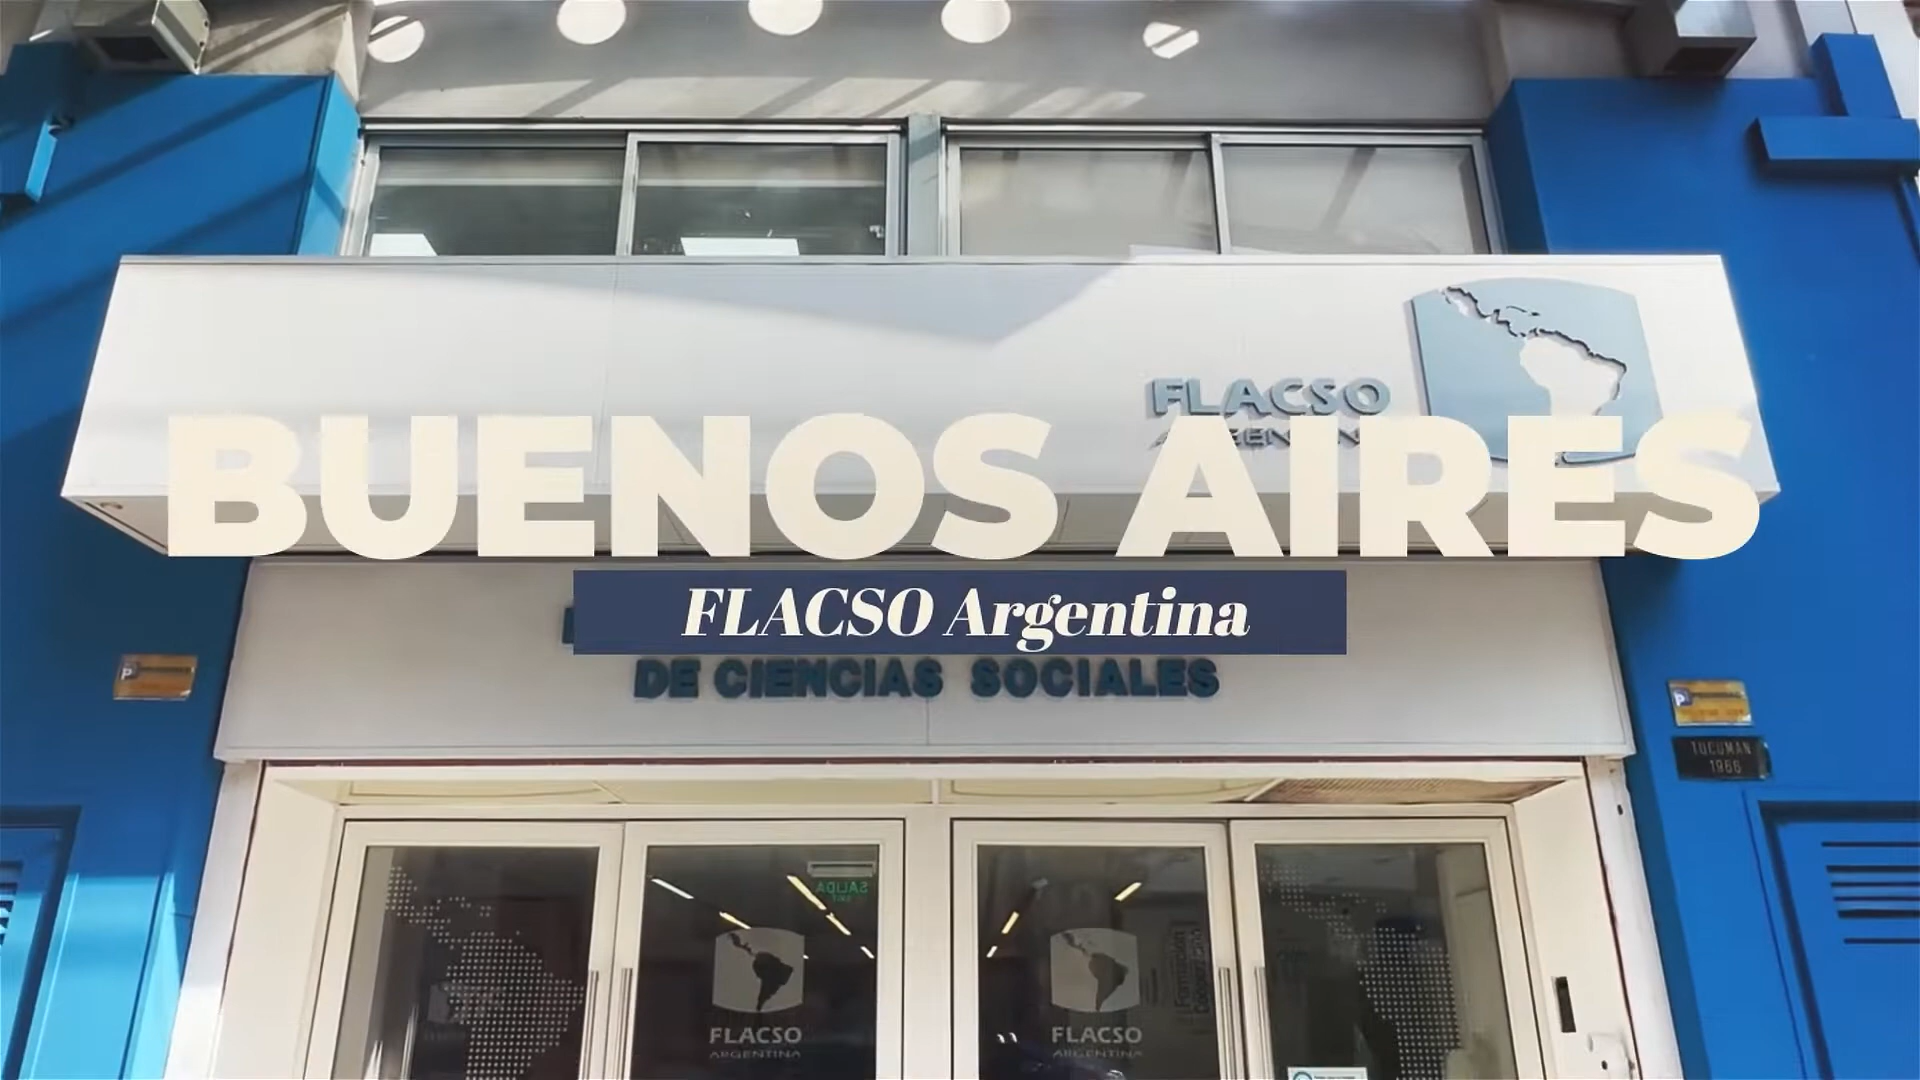 FLACSO
BUENOS AIRES
FLACSO Argentina
DE CIENCIAS SOCIALES
TUCUMAN
1966
SALIDA
FLACSO
ARGENTINA
FLACSO
ARGENTINA